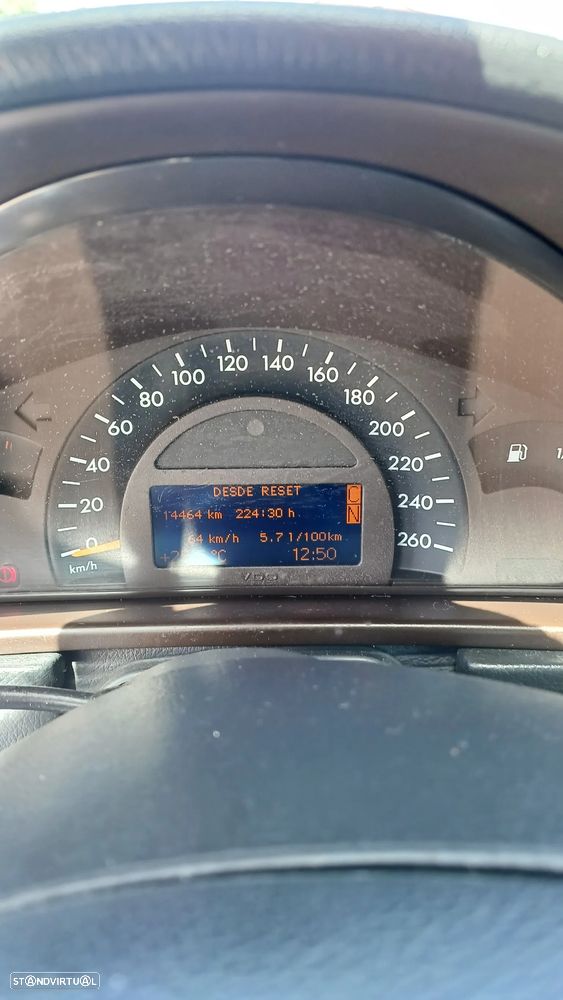 0 20 40 60 80 100 120 140 160 180 200 220 240 260
km/h
DESDE RESET
C
14464 km 224:30 h
N
64 km/h 5.7 l/100km
°C 12:50
VDO
STANDVIRTUAL